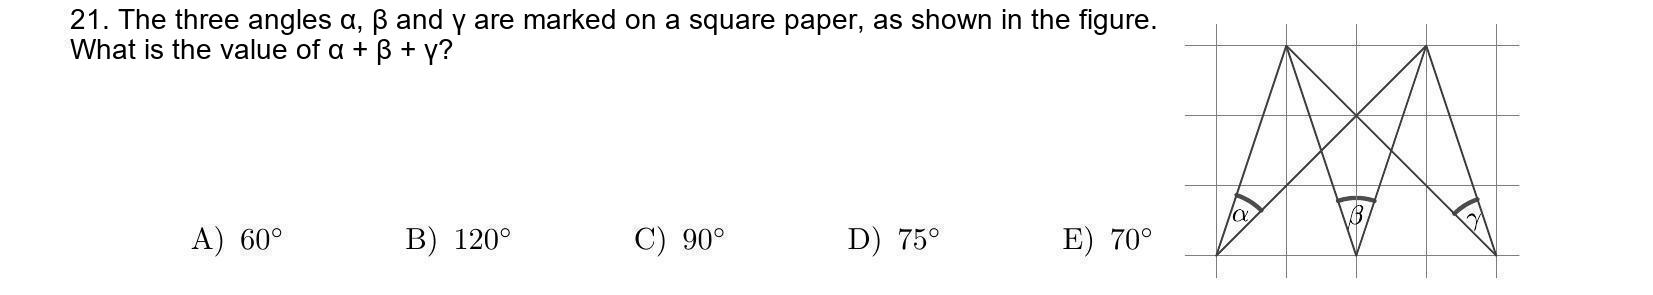 21. The three angles α, β and γ are marked on a square paper, as shown in the figure.
What is the value of α + β + γ?
α
β
γ
A) 60° B) 120° C) 90° D) 75° E) 70°